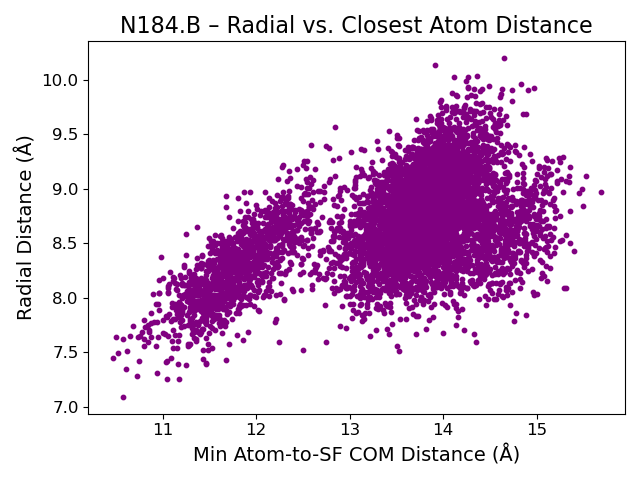 N184.B – Radial vs. Closest Atom Distance
10.0
9.5
9.0
8.5
8.0
7.5
7.0
Radial Distance (Å)
11 12 13 14 15
Min Atom-to-SF COM Distance (Å)